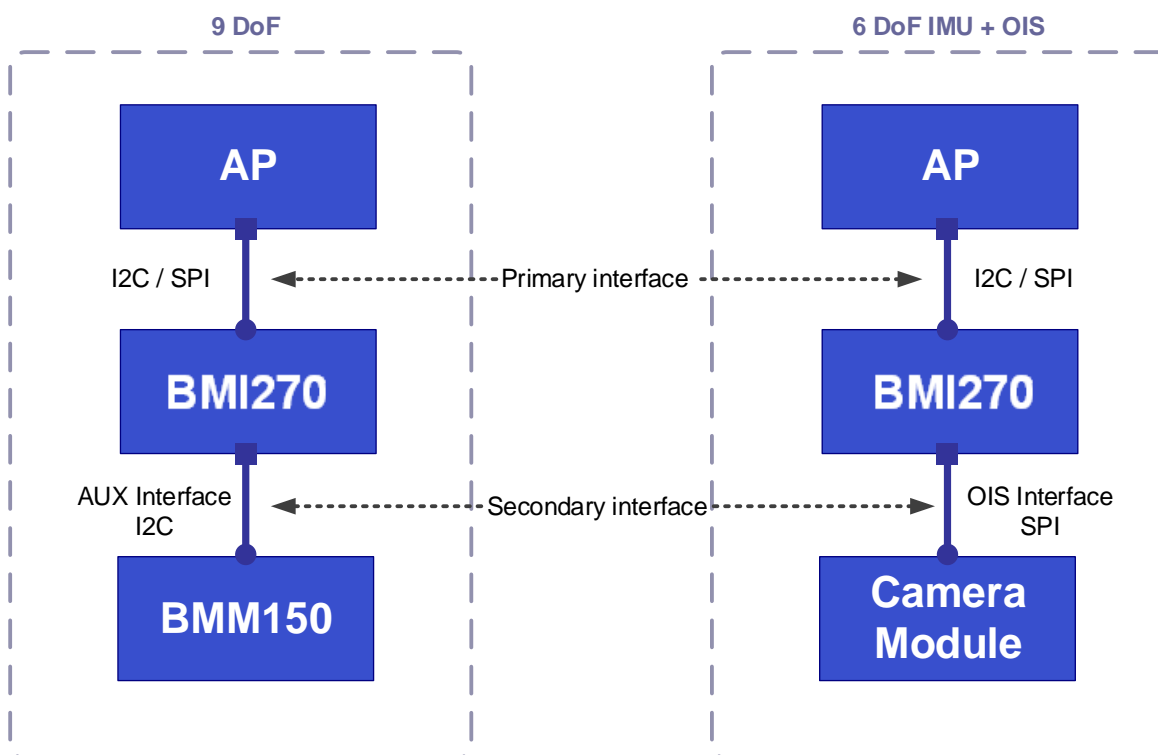 9 DoF
6 DoF IMU + OIS
AP
AP
I2C / SPI
Primary interface
I2C / SPI
BMI270
BMI270
AUX Interface
I2C
Secondary interface
OIS Interface
SPI
BMM150
Camera
Module